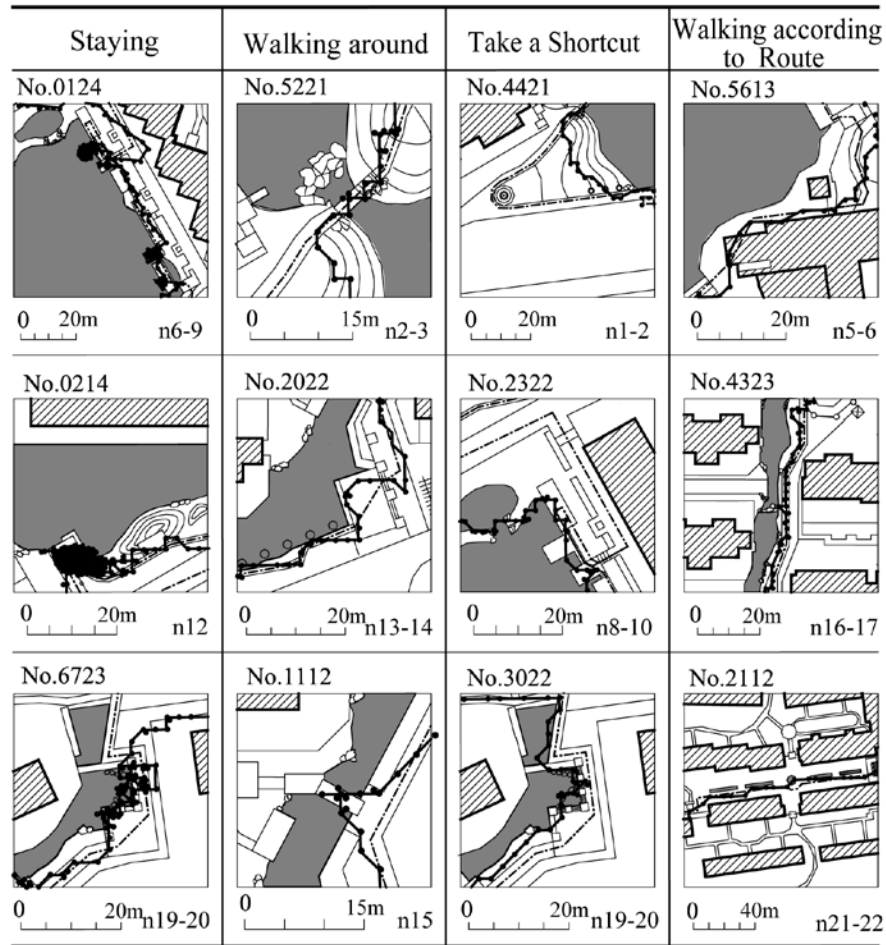 Staying
Walking around
Take a Shortcut
Walking according
to Route
No.0124
No.5221
No.4421
No.5613
0 20m
n6-9
0 15m
n2-3
0 20m
n1-2
0 20m
n5-6
No.0214
No.2022
No.2322
No.4323
0 20m
n12
0 20m
n13-14
0 20m
n8-10
0 20m
n16-17
No.6723
No.1112
No.3022
No.2112
0 20m
n19-20
0 15m
n15
0 20m
n19-20
0 40m
n21-22